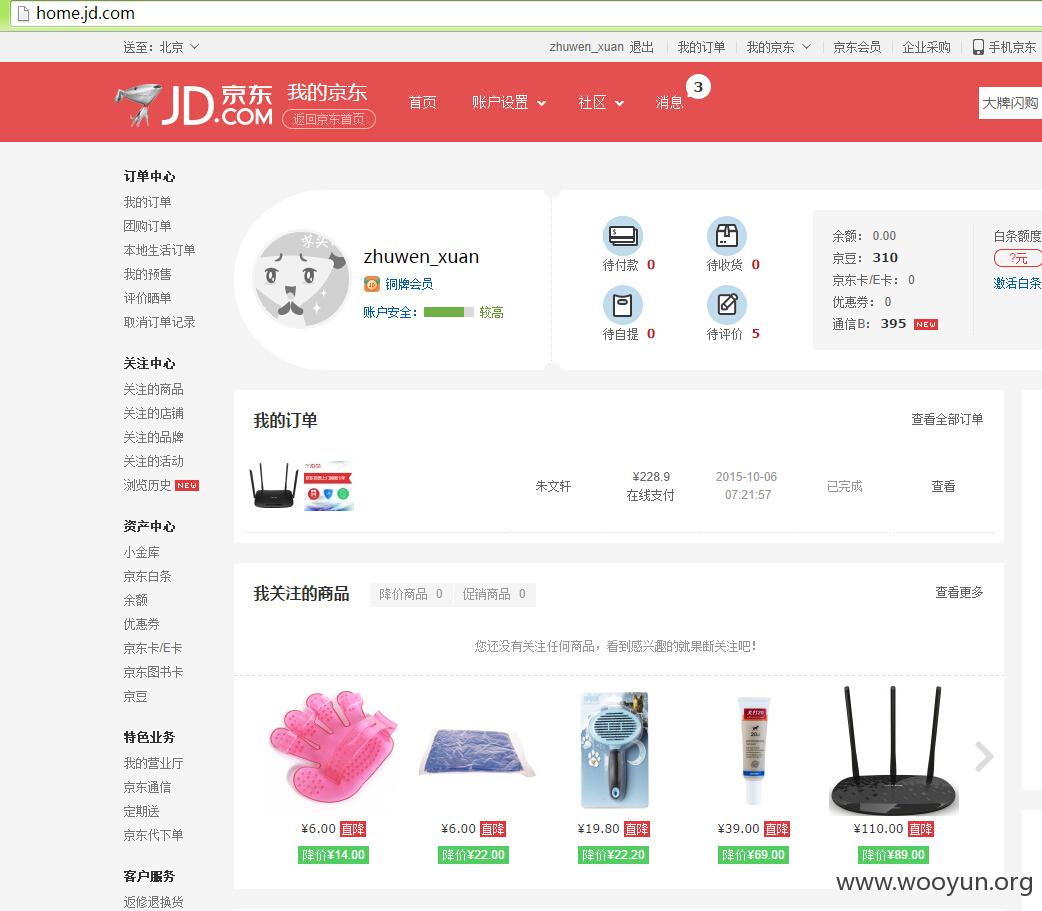 home.jd.com
送至：北京
zhuwen_xuan 退出 我的订单 我的京东 京东会员 企业采购 手机京东
JD.COM 京东
我的京东
返回京东首页
首页 账户设置 社区 消息 3
大牌闪购
订单中心
我的订单
团购订单
本地生活订单
我的预售
评价晒单
取消订单记录
关注中心
关注的商品
关注的店铺
关注的品牌
关注的活动
浏览历史 NEW
资产中心
小金库
京东白条
余额
优惠券
京东卡/E卡
京东图书卡
京豆
特色业务
我的营业厅
京东通信
定期送
京东代下单
客户服务
返修退换货
zhuwen_xuan
铜牌会员
账户安全： 较高
待付款 0
待收货 0
待自提 0
待评价 5
余额： 0.00
京豆： 310
京东卡/E卡： 0
优惠券： 0
通信B： 395 NEW
白条额度
?元
激活白条
我的订单
查看全部订单
朱文轩
¥228.9
在线支付
2015-10-06
07:21:57
已完成
查看
我关注的商品
降价商品 0 促销商品 0
查看更多
您还没有关注任何商品，看到感兴趣的就果断关注吧！
¥6.00 直降
降价¥14.00
¥6.00 直降
降价¥22.00
¥19.80 直降
降价¥22.20
¥39.00 直降
降价¥69.00
¥110.00 直降
降价¥89.00
www.wooyun.org